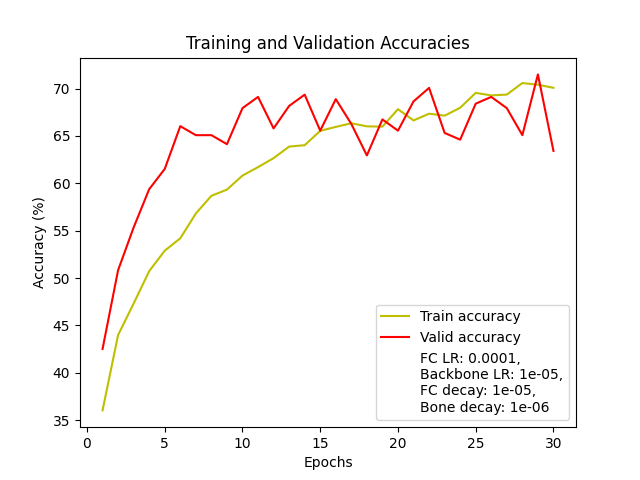 Training and Validation Accuracies
Accuracy (%)
70
65
60
55
50
45
40
35
0 5 10 15 20 25 30
Epochs
Train accuracy
Valid accuracy
FC LR: 0.0001,
Backbone LR: 1e-05,
FC decay: 1e-05,
Bone decay: 1e-06